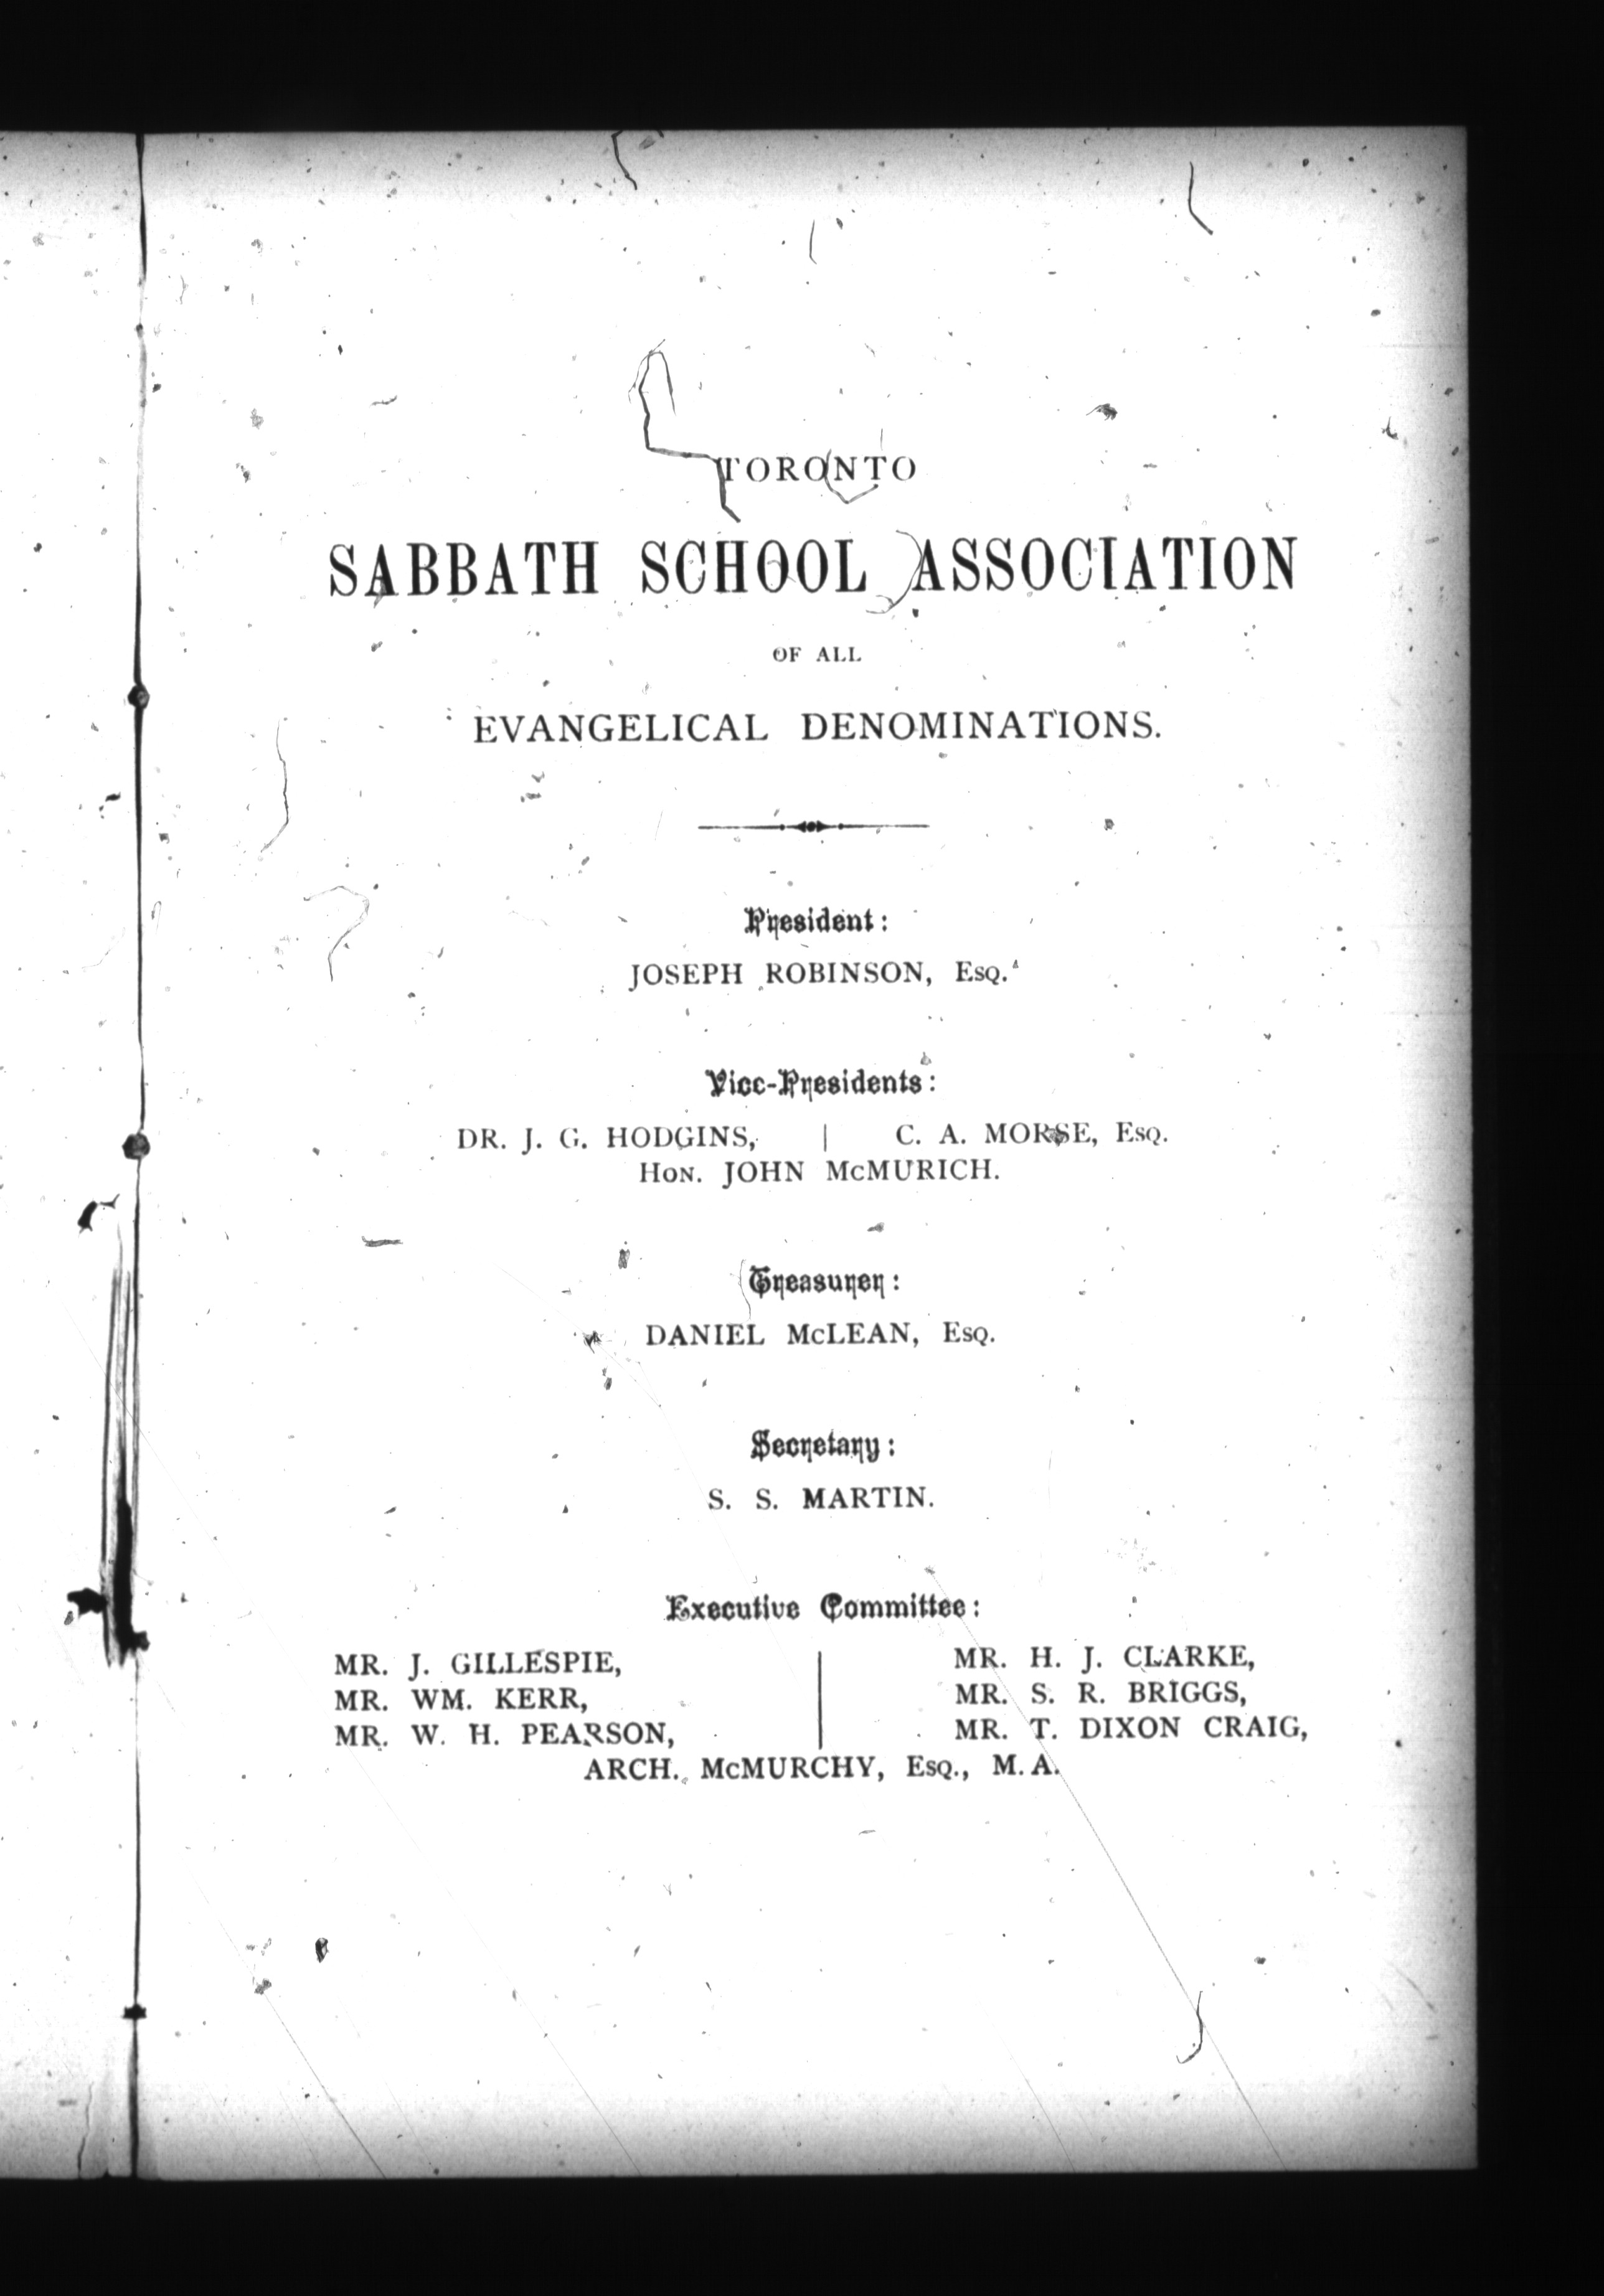 TORONTO
SABBATH SCHOOL ASSOCIATION
OF ALL
EVANGELICAL DENOMINATIONS.
President:
JOSEPH ROBINSON, Esq.
Vice-Presidents:
DR. J. G. HODGINS, | C. A. MORSE, Esq.
Hon. JOHN McMURICH.
Treasurer:
DANIEL McLEAN, Esq.
Secretary:
S. S. MARTIN.
Executive Committee:
MR. J. GILLESPIE, MR. H. J. CLARKE,
MR. WM. KERR, MR. S. R. BRIGGS,
MR. W. H. PEARSON, MR. T. DIXON CRAIG,
ARCH. McMURCHY, Esq., M.A.